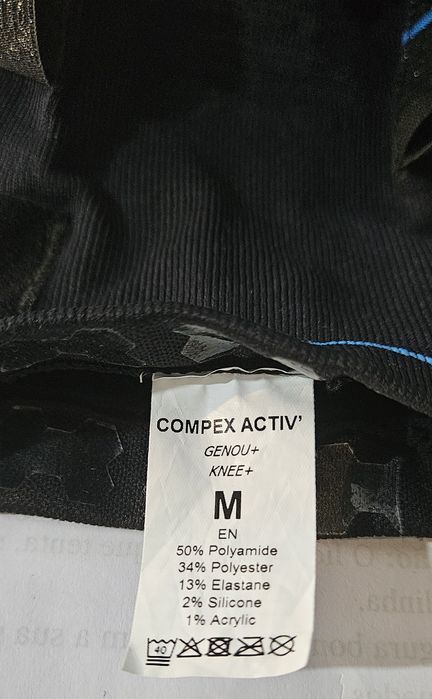 COMPEX ACTIV'
GENOU+
KNEE+
M
EN
50% Polyamide
34% Polyester
13% Elastane
2% Silicone
1% Acrylic
40